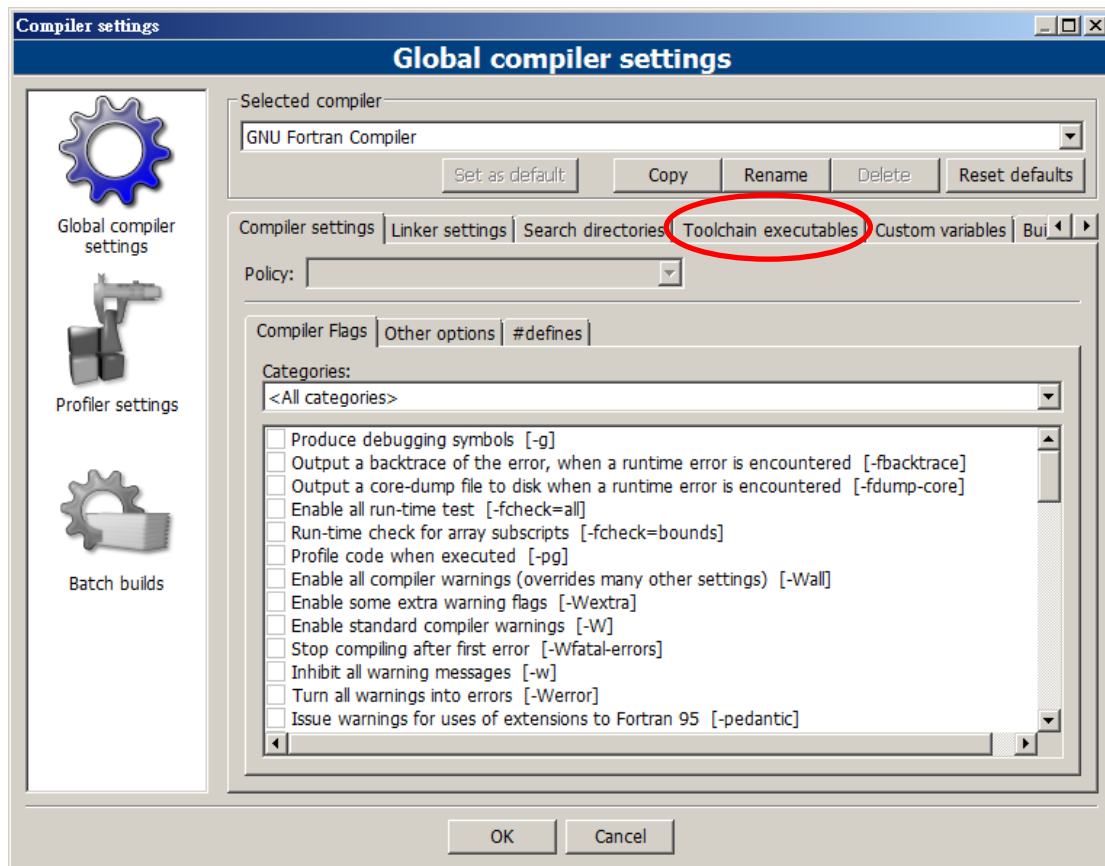 Compiler settings
Global compiler settings
Selected compiler
GNU Fortran Compiler
Set as default Copy Rename Delete Reset defaults
Global compiler
settings
Profiler settings
Batch builds
Compiler settings Linker settings Search directories Toolchain executables Custom variables Bui
Policy:
Compiler Flags Other options #defines
Categories:
<All categories>
Produce debugging symbols [-g]
Output a backtrace of the error, when a runtime error is encountered [-fbacktrace]
Output a core-dump file to disk when a runtime error is encountered [-fdump-core]
Enable all run-time test [-fcheck=all]
Run-time check for array subscripts [-fcheck=bounds]
Profile code when executed [-pg]
Enable all compiler warnings (overrides many other settings) [-Wall]
Enable some extra warning flags [-Wextra]
Enable standard compiler warnings [-W]
Stop compiling after first error [-Wfatal-errors]
Inhibit all warning messages [-w]
Turn all warnings into errors [-Werror]
Issue warnings for uses of extensions to Fortran 95 [-pedantic]
OK Cancel